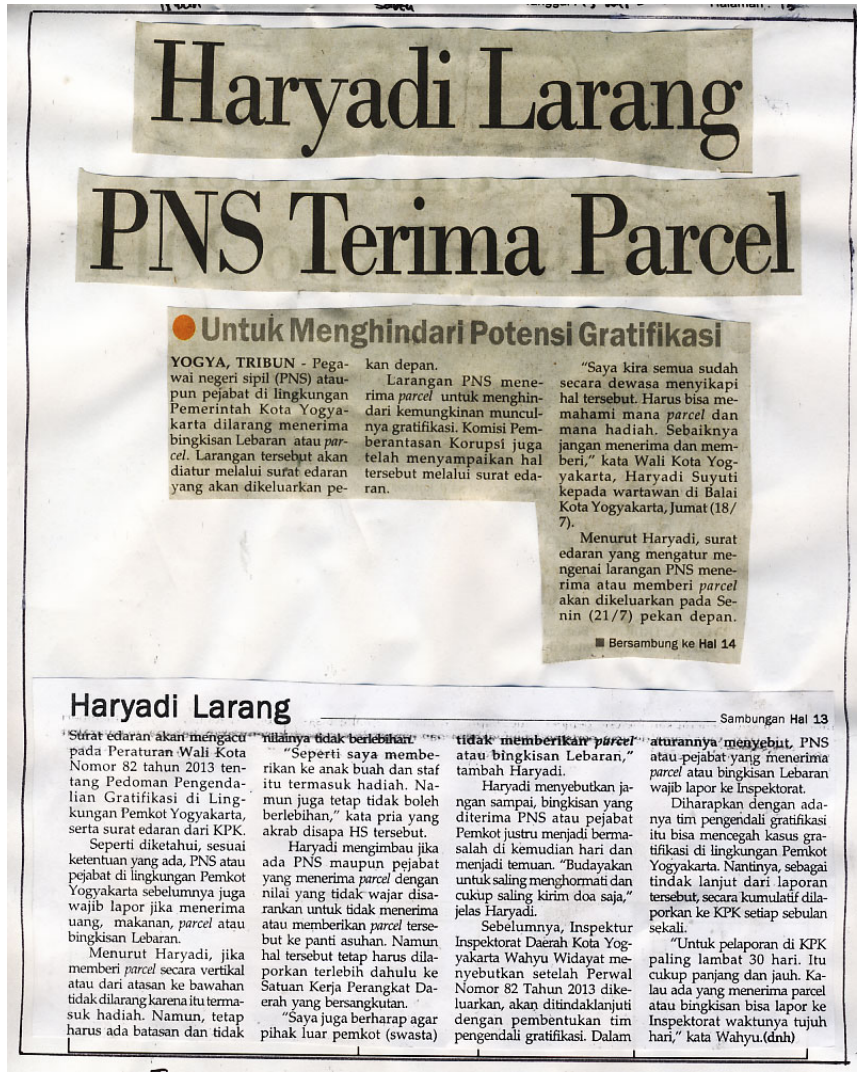 Halaman : 13
Haryadi Larang
PNS Terima Parcel
Untuk Menghindari Potensi Gratifikasi
YOGYA, TRIBUN - Pega-
wai negeri sipil (PNS) atau-
pun pejabat di lingkungan
Pemerintah Kota Yogya-
karta dilarang menerima
bingkisan Lebaran atau par-
cel. Larangan tersebut akan
diatur melalui surat edaran
yang akan dikeluarkan pe-
kan depan.
Larangan PNS mene-
rima parcel untuk menghin-
dari kemungkinan muncul-
nya gratifikasi. Komisi Pem-
berantasan Korupsi juga
telah menyampaikan hal
tersebut melalui surat eda-
ran.
“Saya kira semua sudah
secara dewasa menyikapi
hal tersebut. Harus bisa me-
mahami mana parcel dan
mana hadiah. Sebaiknya
jangan menerima dan mem-
beri,” kata Wali Kota Yog-
yakarta, Haryadi Suyuti
kepada wartawan di Balai
Kota Yogyakarta, Jumat (18/
7).
Menurut Haryadi, surat
edaran yang mengatur me-
ngenai larangan PNS mene-
rima atau memberi parcel
akan dikeluarkan pada Se-
nin (21/7) pekan depan.
■ Bersambung ke Hal 14
Haryadi Larang
Sambungan Hal 13
Surat edaran akan mengacu
pada Peraturan Wali Kota
Nomor 82 tahun 2013 ten-
tang Pedoman Pengenda-
lian Gratifikasi di Ling-
kungan Pemkot Yogyakarta,
serta surat edaran dari KPK.
Seperti diketahui, sesuai
ketentuan yang ada, PNS atau
pejabat di lingkungan Pemkot
Yogyakarta sebelumnya juga
wajib lapor jika menerima
uang, makanan, parcel atau
bingkisan Lebaran.
Menurut Haryadi, jika
memberi parcel secara vertikal
atau dari atasan ke bawahan
tidak dilarang karena itu terma-
suk hadiah. Namun, tetap
harus ada batasan dan tidak
nilainya tidak berlebihan.
“Seperti saya membe-
rikan ke anak buah dan staf
itu termasuk hadiah. Na-
mun juga tetap tidak boleh
berlebihan,” kata pria yang
akrab disapa HS tersebut.
Haryadi mengimbau jika
ada PNS maupun pejabat
yang menerima parcel dengan
nilai yang tidak wajar disa-
rankan untuk tidak menerima
atau memberikan parcel terse-
but ke panti asuhan. Namun
hal tersebut tetap harus dila-
porkan terlebih dahulu ke
Satuan Kerja Perangkat Da-
erah yang bersangkutan.
“Saya juga berharap agar
pihak luar pemkot (swasta)
tidak memberikan parcel
atau bingkisan Lebaran,”
tambah Haryadi.
Haryadi menyebutkan ja-
ngan sampai, bingkisan yang
diterima PNS atau pejabat
Pemkot justru menjadi berma-
salah di kemudian hari dan
menjadi temuan. “Budayakan
untuk saling menghormati dan
cukup saling kirim doa saja,”
jelas Haryadi.
Sebelumnya, Inspektur
Inspektorat Daerah Kota Yog-
yakarta Wahyu Widayat me-
nyebutkan setelah Perwal
Nomor 82 Tahun 2013 dike-
luarkan, akan ditindaklanjuti
dengan pembentukan tim
pengendali gratifikasi. Dalam
aturannya menyebut, PNS
atau pejabat yang menerima
parcel atau bingkisan Lebaran
wajib lapor ke Inspektorat.
Diharapkan dengan ada-
nya tim pengendali gratifikasi
itu bisa mencegah kasus gra-
tifikasi di lingkungan Pemkot
Yogyakarta. Nantinya, sebagai
tindak lanjut dari laporan
tersebut, secara kumulatif dila-
porkan ke KPK setiap sebulan
sekali.
“Untuk pelaporan di KPK
paling lambat 30 hari. Itu
cukup panjang dan jauh. Ka-
lau ada yang menerima parcel
atau bingkisan bisa lapor ke
Inspektorat waktunya tujuh
hari,” kata Wahyu.(dnh)